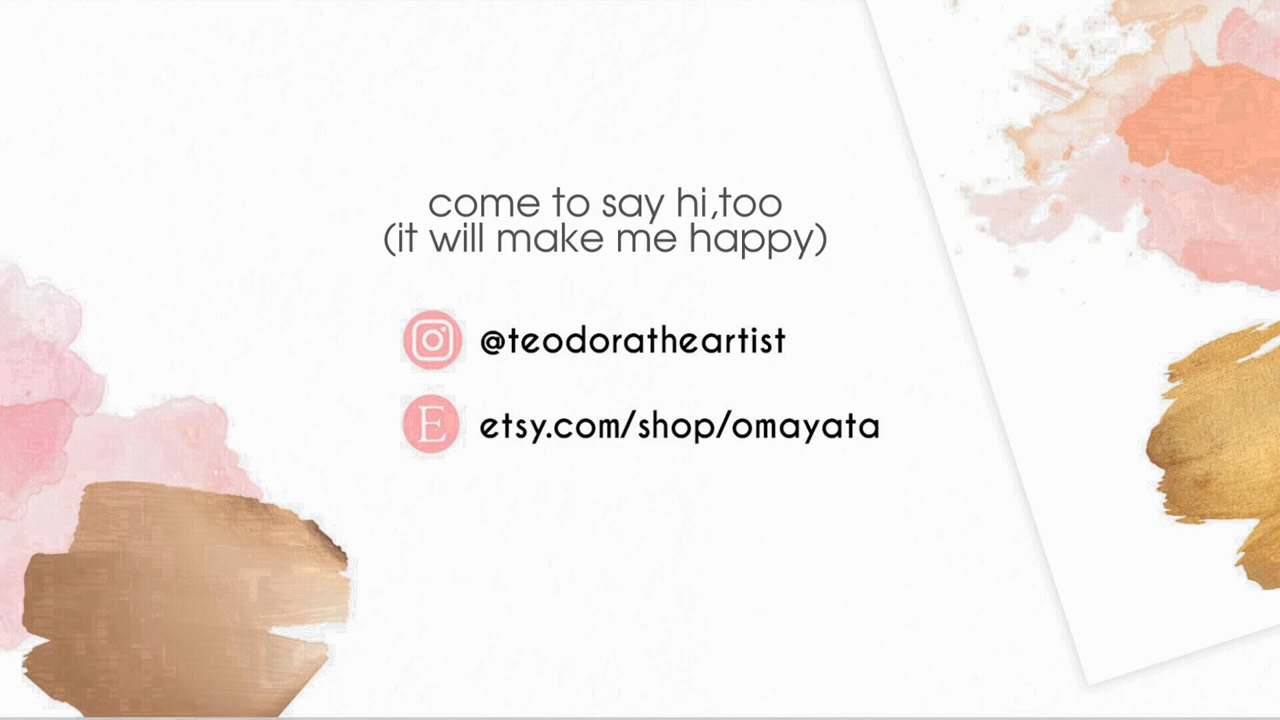 come to say hi,too
(it will make me happy)
@teodoratheartist
E etsy.com/shop/omayata